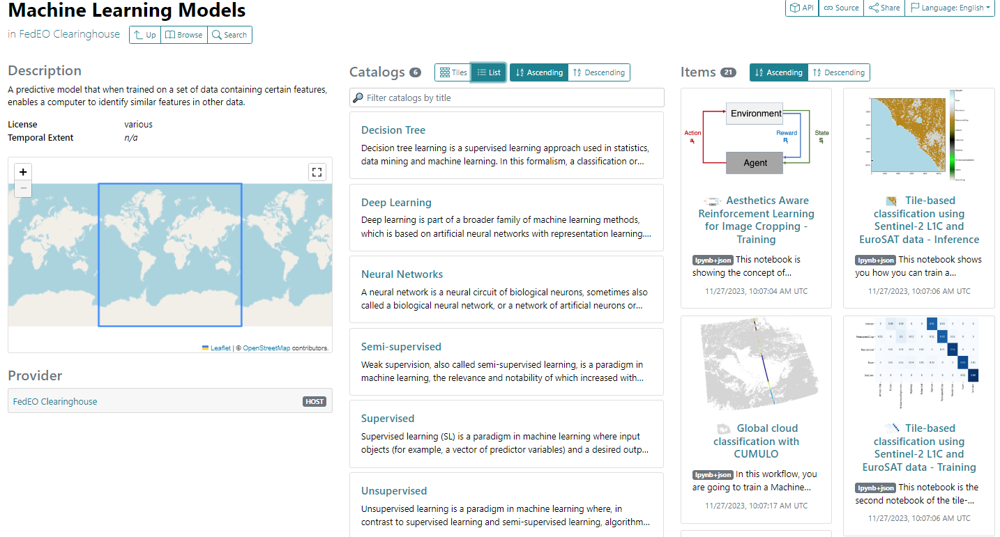 Machine Learning Models
API
Source
Share
Language: English
in FedEO Clearinghouse
Up
Browse
Search
Description
A predictive model that when trained on a set of data containing certain features,
enables a computer to identify similar features in other data.
License various
Temporal Extent n/a
+
−
Leaflet | © OpenStreetMap contributors.
Provider
FedEO Clearinghouse HOST
Catalogs 6
Tiles
List
Ascending
Descending
Filter catalogs by title
Decision Tree
Decision tree learning is a supervised learning approach used in statistics,
data mining and machine learning. In this formalism, a classification or...
Deep Learning
Deep learning is part of a broader family of machine learning methods,
which is based on artificial neural networks with representation learning....
Neural Networks
A neural network is a neural circuit of biological neurons, sometimes also
called a biological neural network, or a network of artificial neurons or...
Semi-supervised
Weak supervision, also called semi-supervised learning, is a paradigm in
machine learning, the relevance and notability of which increased with...
Supervised
Supervised learning (SL) is a paradigm in machine learning where input
objects (for example, a vector of predictor variables) and a desired outp...
Unsupervised
Unsupervised learning is a paradigm in machine learning where, in
contrast to supervised learning and semi-supervised learning, algorithm...
Items 21
Ascending
Descending
Environment
Action
Reward
State
Agent
Aesthetics Aware
Reinforcement Learning
for Image Cropping -
Training
Ipynb+json This notebook is
showing the concept of...
11/27/2023, 10:07:04 AM UTC
Tile-based
classification using
Sentinel-2 L1C and
EuroSAT data - Inference
Ipynb+json This notebook shows
you how you can train a...
11/27/2023, 10:07:06 AM UTC
Global cloud
classification with
CUMULO
Ipynb+json In this workflow, you
are going to train a Machine...
11/27/2023, 10:07:17 AM UTC
Tile-based
classification using
Sentinel-2 L1C and
EuroSAT data - Training
Ipynb+json This notebook is the
second notebook of the tile-...
11/27/2023, 10:07:06 AM UTC